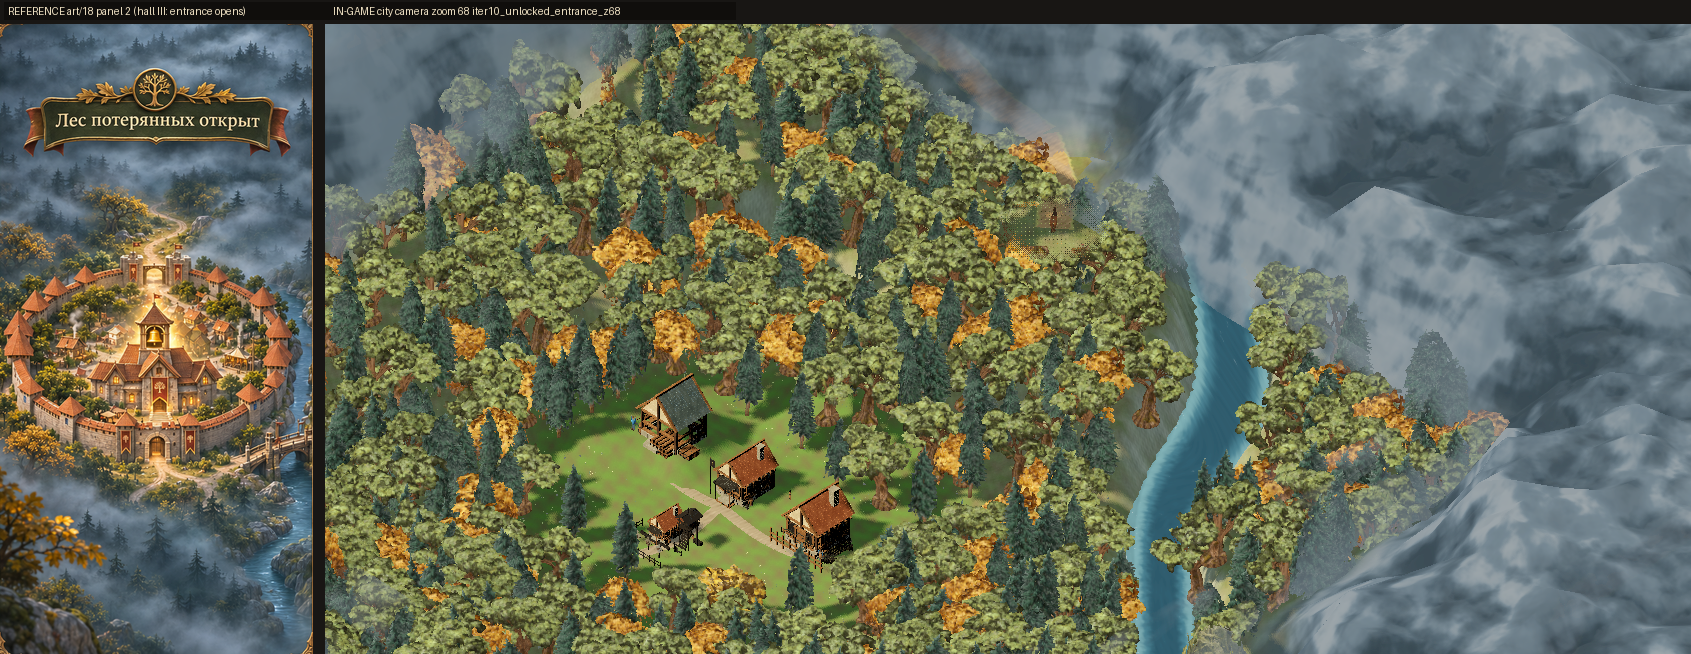 REFERENCE art/18 panel 2 (hall III: entrance opens)
IN-GAME city camera zoom 68 iter10_unlocked_entrance_z68
Лес потерянных открыт